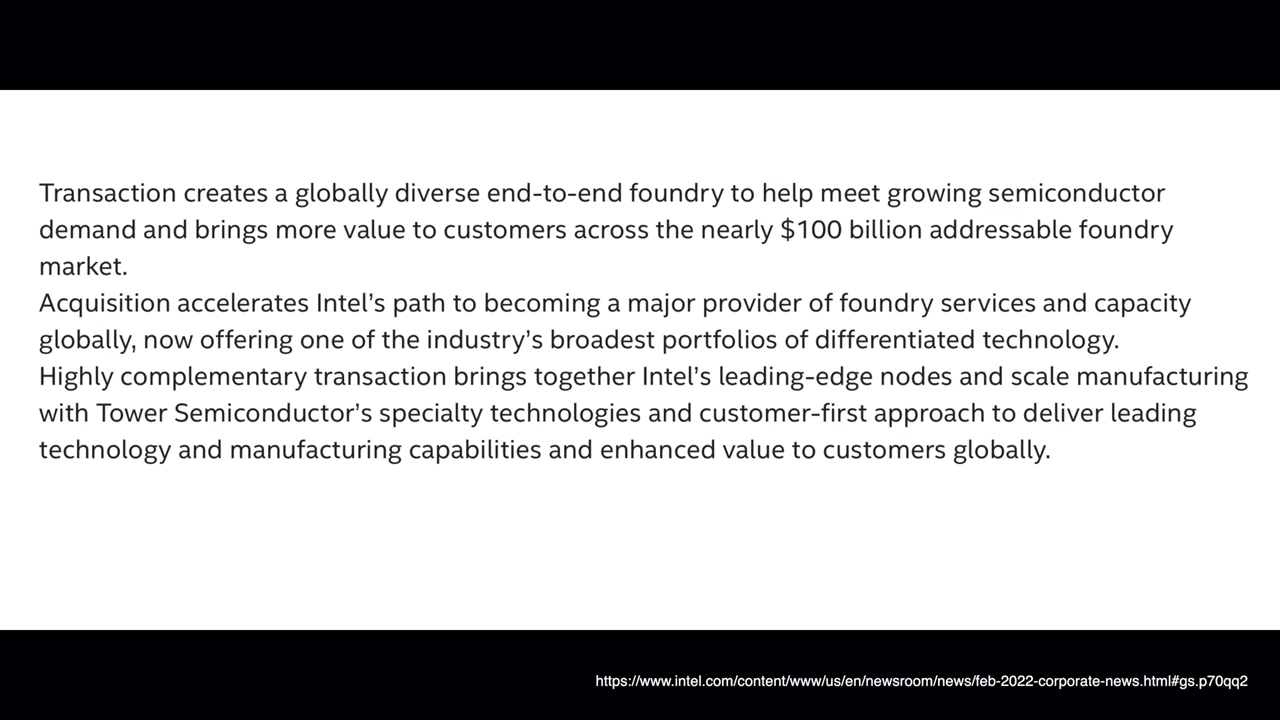 Transaction creates a globally diverse end-to-end foundry to help meet growing semiconductor
demand and brings more value to customers across the nearly $100 billion addressable foundry
market.
Acquisition accelerates Intel’s path to becoming a major provider of foundry services and capacity
globally, now offering one of the industry’s broadest portfolios of differentiated technology.
Highly complementary transaction brings together Intel’s leading-edge nodes and scale manufacturing
with Tower Semiconductor’s specialty technologies and customer-first approach to deliver leading
technology and manufacturing capabilities and enhanced value to customers globally.
https://www.intel.com/content/www/us/en/newsroom/news/feb-2022-corporate-news.html#gs.p70qq2